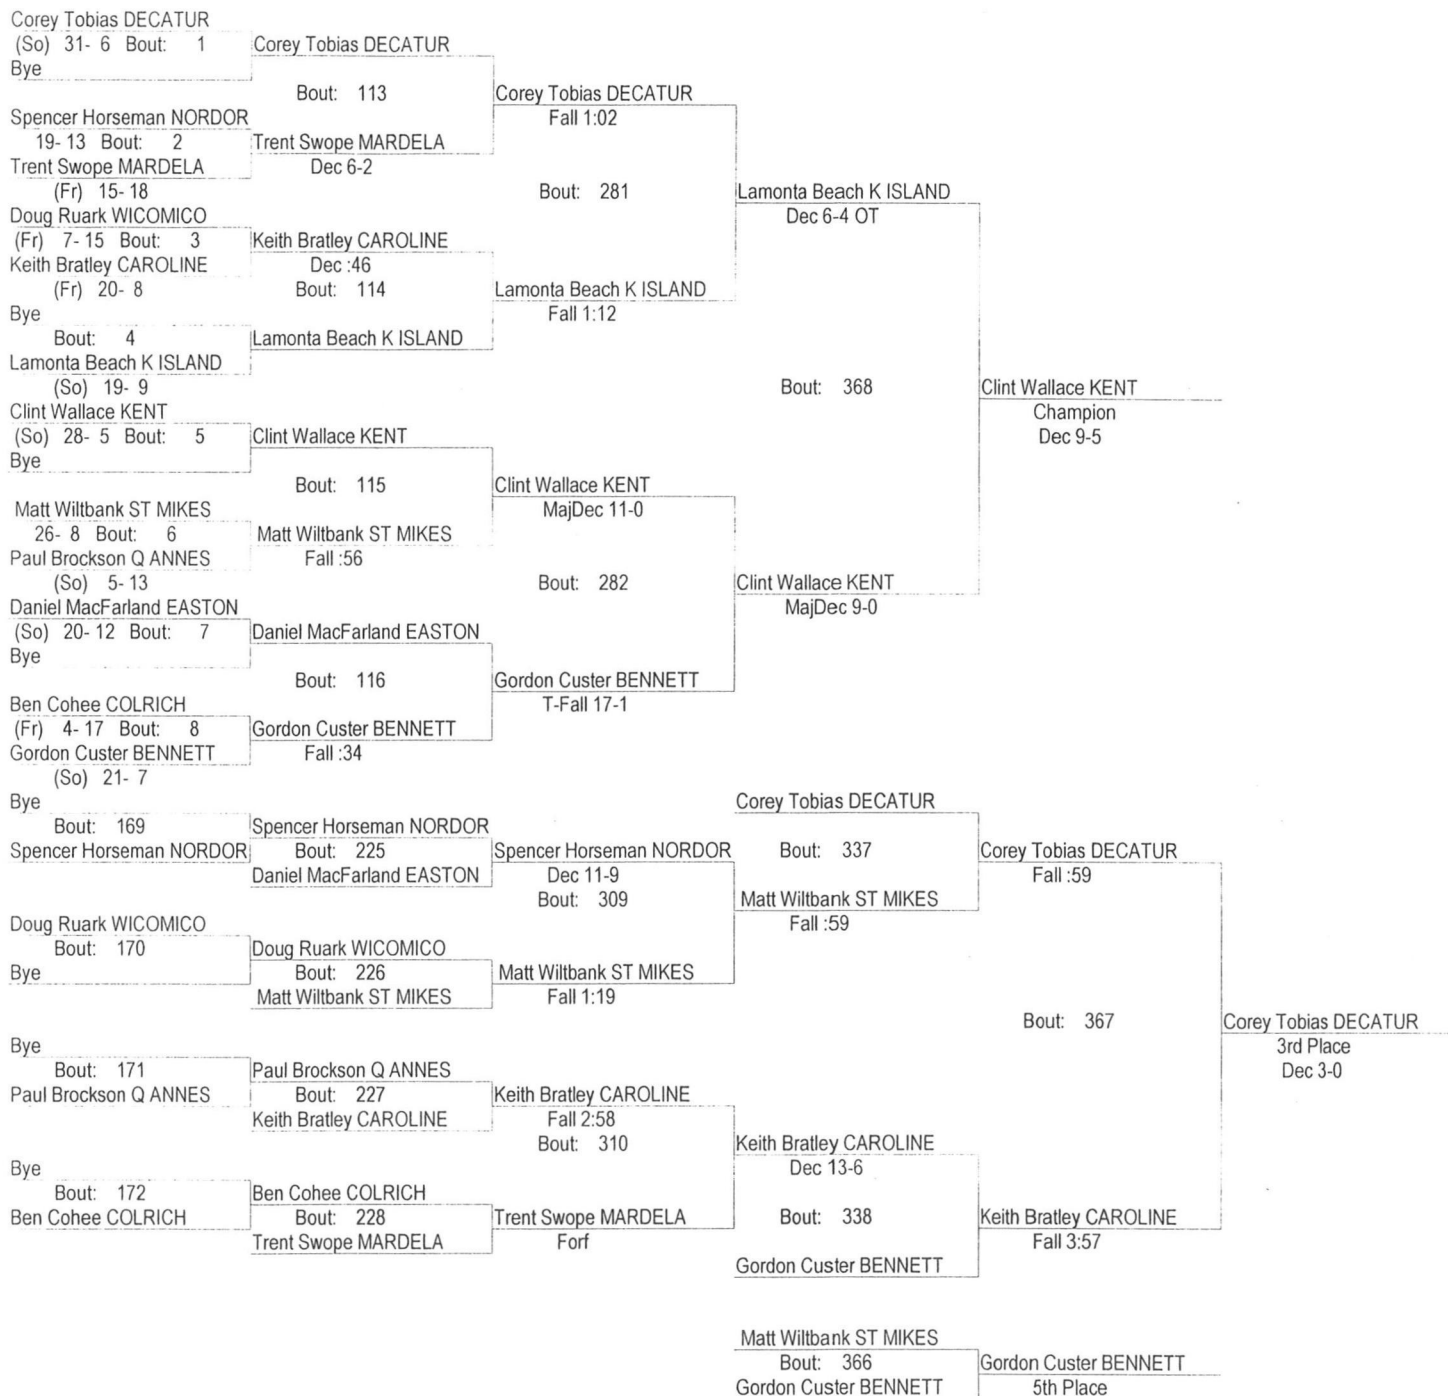 Corey Tobias DECATUR
(So) 31- 6 Bout: 1
Bye
Corey Tobias DECATUR
Bout: 113
Spencer Horseman NORDOR
19- 13 Bout: 2
Trent Swope MARDELA
(Fr) 15- 18
Trent Swope MARDELA
Dec 6-2
Corey Tobias DECATUR
Fall 1:02
Bout: 281
Doug Ruark WICOMICO
(Fr) 7- 15 Bout: 3
Keith Bratley CAROLINE
(Fr) 20- 8
Keith Bratley CAROLINE
Dec :46
Bout: 114
Bye
Bout: 4
Lamonta Beach K ISLAND
(So) 19- 9
Lamonta Beach K ISLAND
Lamonta Beach K ISLAND
Fall 1:12
Lamonta Beach K ISLAND
Dec 6-4 OT
Bout: 368
Clint Wallace KENT
Champion
Dec 9-5
Clint Wallace KENT
(So) 28- 5 Bout: 5
Bye
Clint Wallace KENT
Bout: 115
Matt Wiltbank ST MIKES
26- 8 Bout: 6
Paul Brockson Q ANNES
(So) 5- 13
Matt Wiltbank ST MIKES
Fall :56
Clint Wallace KENT
MajDec 11-0
Bout: 282
Clint Wallace KENT
MajDec 9-0
Daniel MacFarland EASTON
(So) 20- 12 Bout: 7
Bye
Daniel MacFarland EASTON
Bout: 116
Ben Cohee COLRICH
(Fr) 4- 17 Bout: 8
Gordon Custer BENNETT
(So) 21- 7
Gordon Custer BENNETT
Fall :34
Gordon Custer BENNETT
T-Fall 17-1
Bye
Bout: 169
Spencer Horseman NORDOR
Spencer Horseman NORDOR
Bout: 225
Daniel MacFarland EASTON
Spencer Horseman NORDOR
Dec 11-9
Bout: 309
Doug Ruark WICOMICO
Bout: 170
Bye
Doug Ruark WICOMICO
Bout: 226
Matt Wiltbank ST MIKES
Matt Wiltbank ST MIKES
Fall 1:19
Corey Tobias DECATUR
Bout: 337
Matt Wiltbank ST MIKES
Fall :59
Corey Tobias DECATUR
Fall :59
Bout: 367
Corey Tobias DECATUR
3rd Place
Dec 3-0
Bye
Bout: 171
Paul Brockson Q ANNES
Paul Brockson Q ANNES
Bout: 227
Keith Bratley CAROLINE
Keith Bratley CAROLINE
Fall 2:58
Bout: 310
Bye
Bout: 172
Ben Cohee COLRICH
Ben Cohee COLRICH
Bout: 228
Trent Swope MARDELA
Trent Swope MARDELA
Forf
Keith Bratley CAROLINE
Dec 13-6
Bout: 338
Gordon Custer BENNETT
Keith Bratley CAROLINE
Fall 3:57
Matt Wiltbank ST MIKES
Bout: 366
Gordon Custer BENNETT
Gordon Custer BENNETT
5th Place